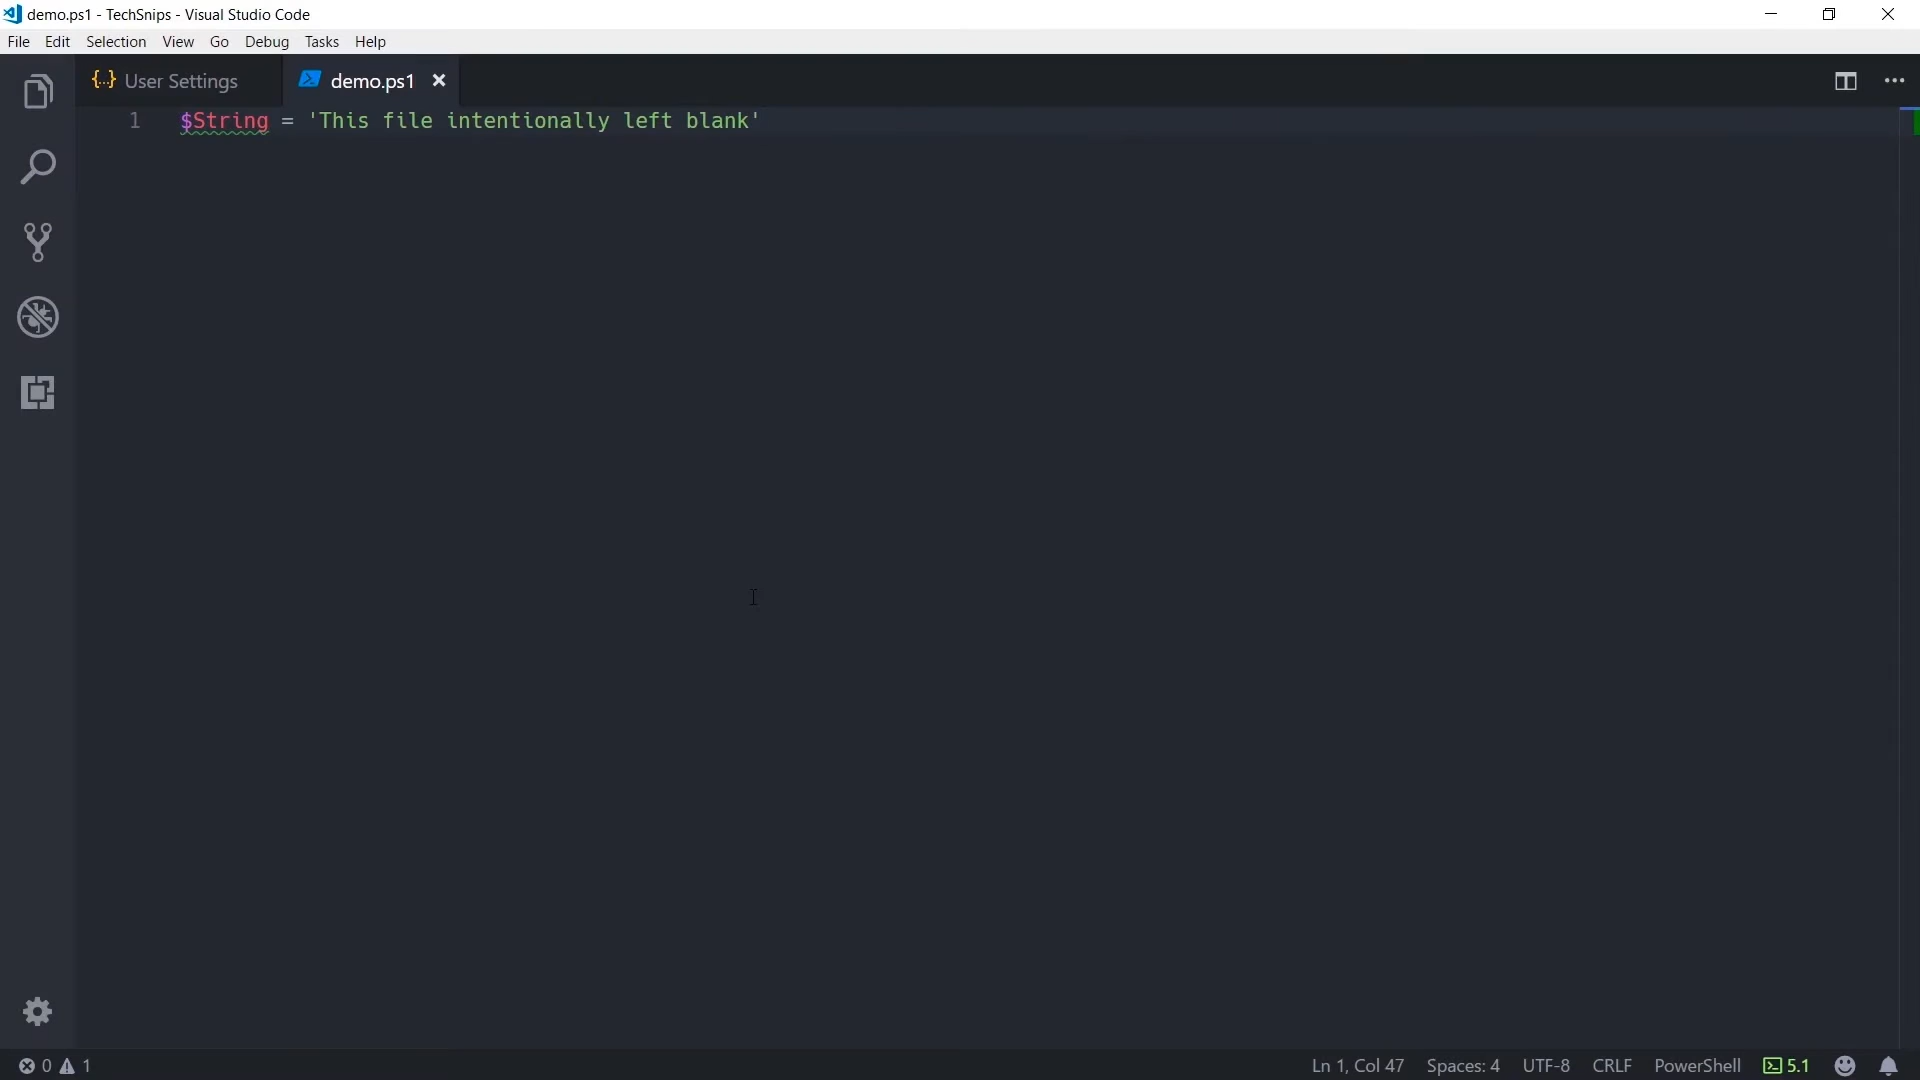 demo.ps1 - TechSnips - Visual Studio Code
File Edit Selection View Go Debug Tasks Help
{..} User Settings demo.ps1
1 $String = 'This file intentionally left blank'
0 1 Ln 1, Col 47 Spaces: 4 UTF-8 CRLF PowerShell 5.1